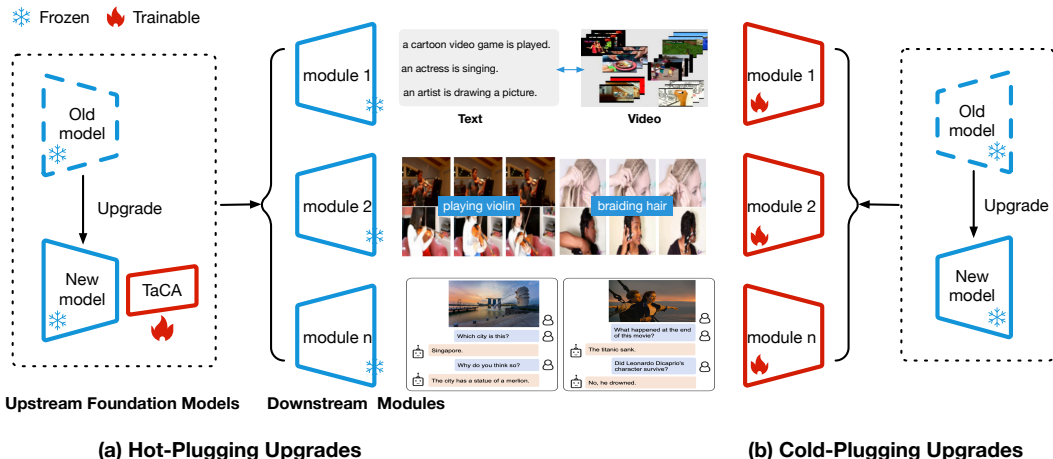 Frozen
Trainable
Old
model
Upgrade
New
model
TaCA
Upstream Foundation Models
module 1
module 2
module n
Downstream Modules
a cartoon video game is played.
an actress is singing.
an artist is drawing a picture.
Text
Video
playing violin
braiding hair
Which city is this?
Singapore.
Why do you think so?
The city has a statue of a merlion.
What happened at the end
of this movie?
The titanic sank.
Did Leonardo Dicaprio's
character survive?
No, he drowned.
module 1
module 2
module n
Old
model
Upgrade
New
model
(a) Hot-Plugging Upgrades
(b) Cold-Plugging Upgrades